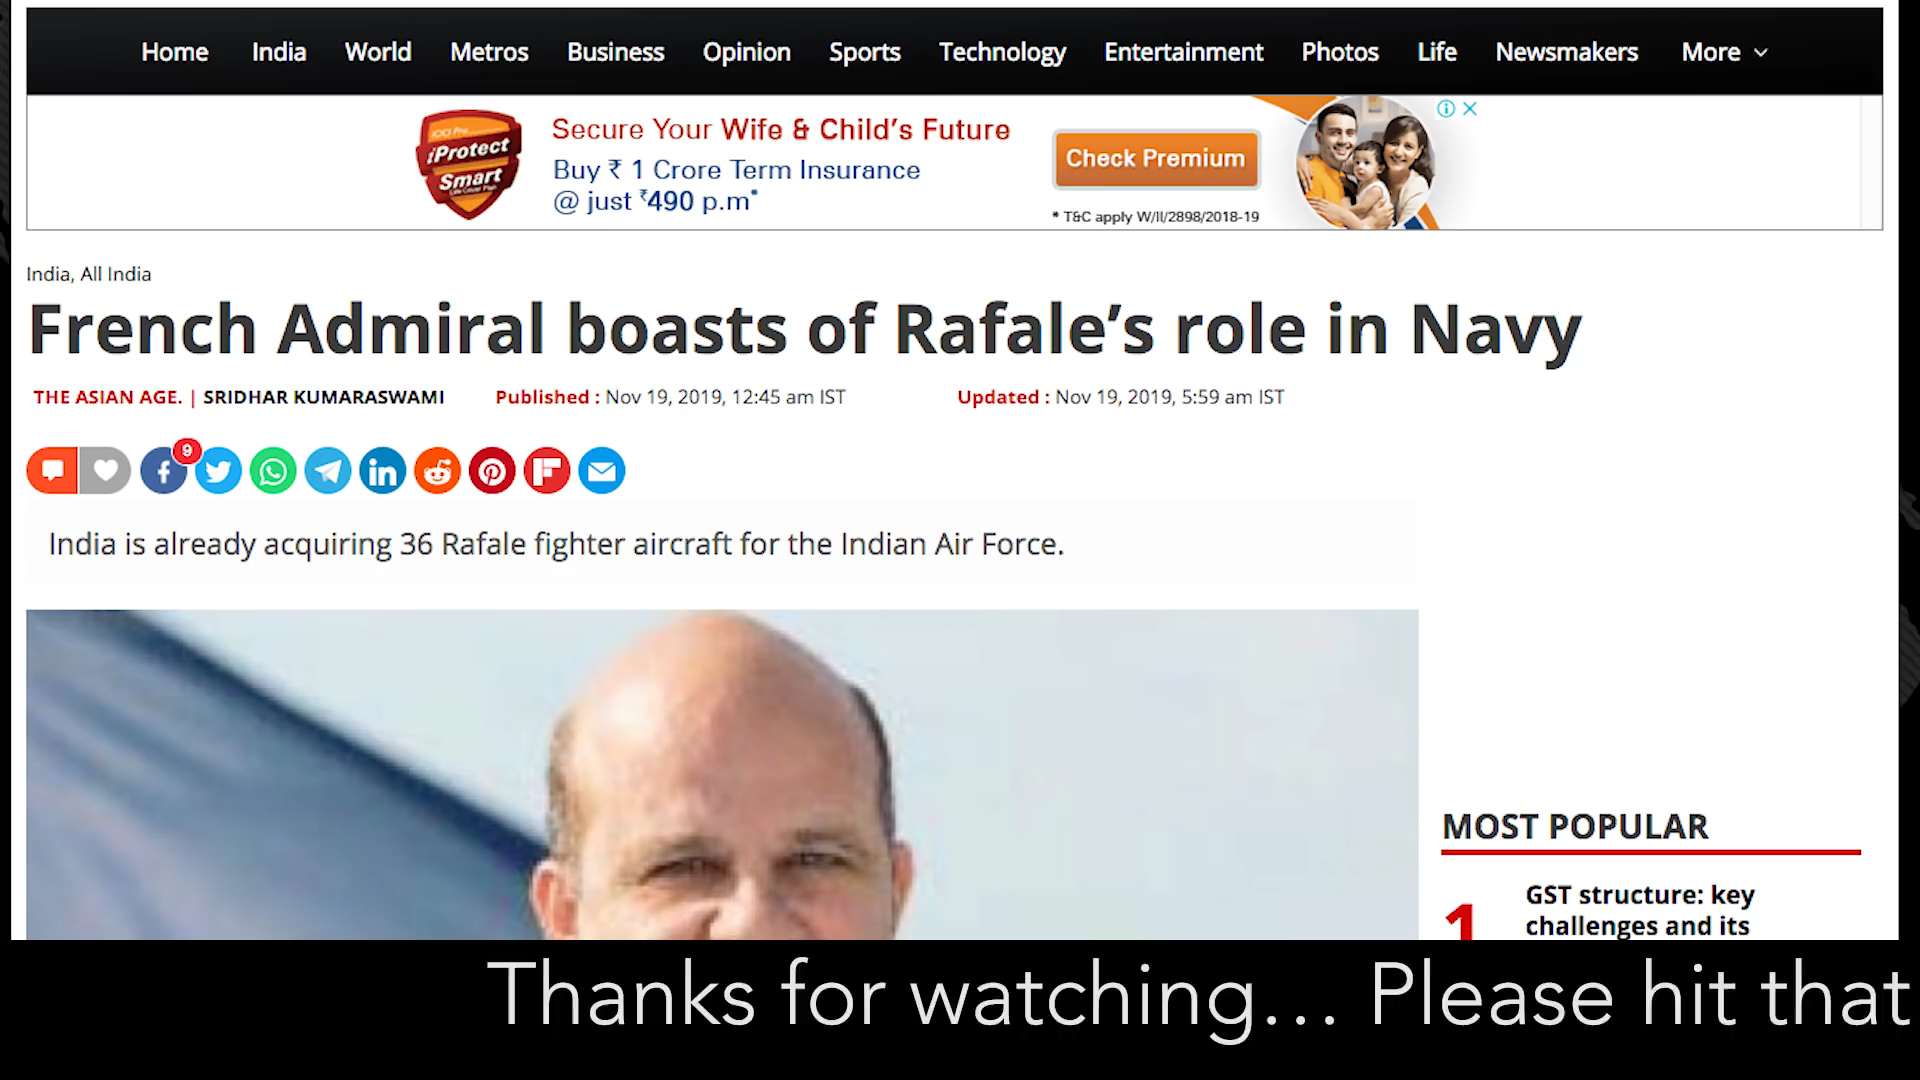 Home India World Metros Business Opinion Sports Technology Entertainment Photos Life Newsmakers More
iProtect
Smart
Secure Your Wife & Child's Future
Buy ₹ 1 Crore Term Insurance
@ just ₹490 p.m*
Check Premium
* T&C apply W/II/2898/2018-19
India, All India
French Admiral boasts of Rafale’s role in Navy
THE ASIAN AGE. | SRIDHAR KUMARASWAMI Published : Nov 19, 2019, 12:45 am IST Updated : Nov 19, 2019, 5:59 am IST
9
India is already acquiring 36 Rafale fighter aircraft for the Indian Air Force.
MOST POPULAR
1 GST structure: key
challenges and its
Thanks for watching... Please hit that